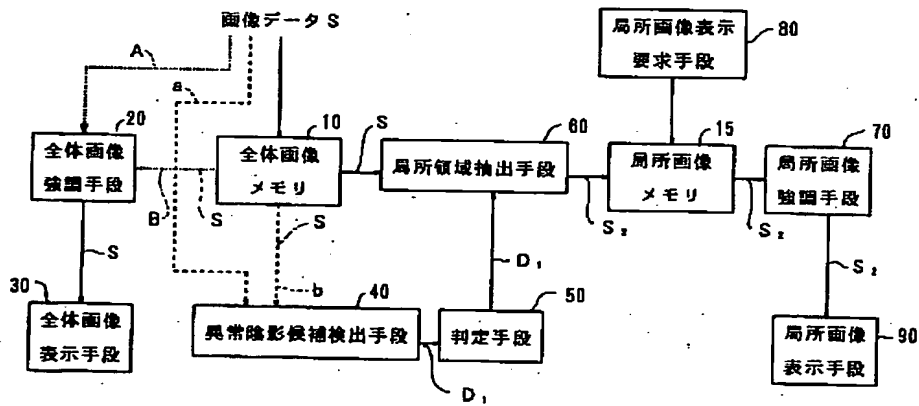 画像データS
A
a
20
全体画像
強調手段
B
S
10
全体画像
メモリ
S
60
局所領域抽出手段
S₂
80
局所画像表示
要求手段
15
局所画像
メモリ
S₂
70
局所画像
強調手段
S
S
b
D₁
S₂
30
全体画像
表示手段
40
異常陰影候補検出手段
D₁
50
判定手段
局所画像
表示手段
90